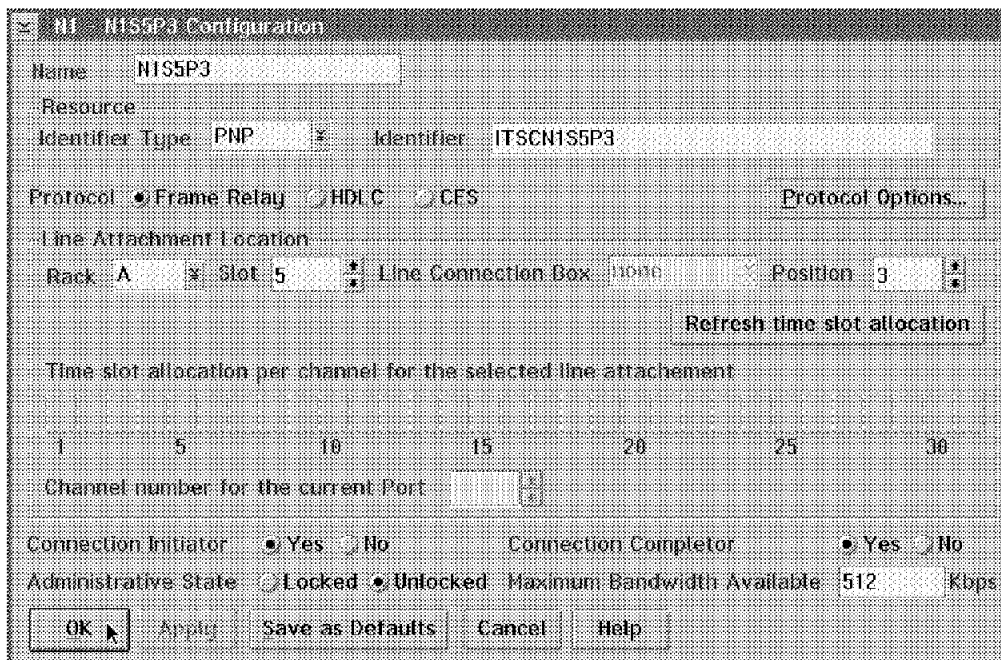 N1 - N1S5P3 Configuration
Name N1S5P3
Resource
Identifier Type PNP Identifier ITSCN1S5P3
Protocol Frame Relay HDLC CES Protocol Options...
Line Attachment Location
Rack A Slot 5 Line Connection Box none Position 3
Refresh time slot allocation
Time slot allocation per channel for the selected line attachement
1 5 10 15 20 25 30
Channel number for the current Port
Connection Initiator Yes No Connection Completor Yes No
Administrative State Locked Unlocked Maximum Bandwidth Available 512 Kbps
OK Apply Save as Defaults Cancel Help